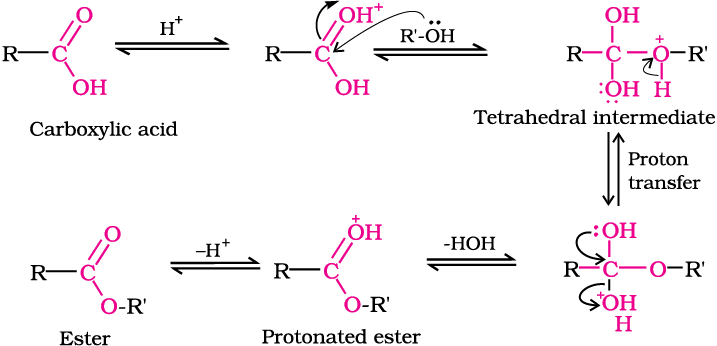 O
R—C
OH
Carboxylic acid
H⁺
OH⁺
R—C
OH
R'-ÖH
OH
R—C—O⁺—R'
:OH H
Tetrahedral intermediate
Proton
transfer
:OH
R—C—O—R'
⁺OH
H
-HOH
⁺OH
R—C
O-R'
Protonated ester
–H⁺
O
R—C
O-R'
Ester